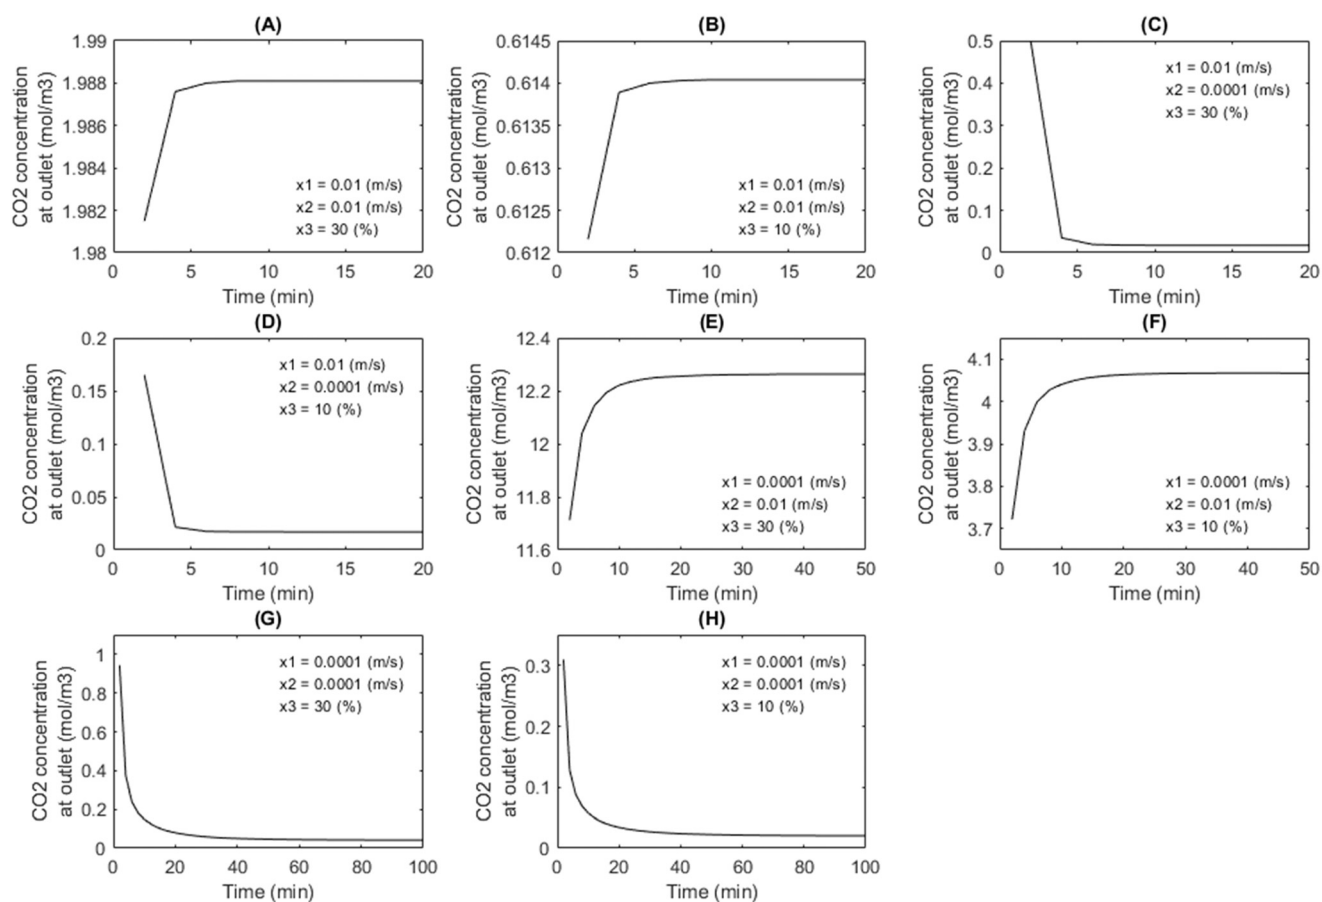 (A)
1.99
1.988
1.986
1.984
1.982
1.98
CO2 concentration
at outlet (mol/m3)
x1 = 0.01 (m/s)
x2 = 0.01 (m/s)
x3 = 30 (%)
0 5 10 15 20
Time (min)
(B)
0.6145
0.614
0.6135
0.613
0.6125
0.612
CO2 concentration
at outlet (mol/m3)
x1 = 0.01 (m/s)
x2 = 0.01 (m/s)
x3 = 10 (%)
0 5 10 15 20
Time (min)
(C)
0.5
0.4
0.3
0.2
0.1
0
CO2 concentration
at outlet (mol/m3)
x1 = 0.01 (m/s)
x2 = 0.0001 (m/s)
x3 = 30 (%)
0 5 10 15 20
Time (min)
(D)
0.2
0.15
0.1
0.05
0
CO2 concentration
at outlet (mol/m3)
x1 = 0.01 (m/s)
x2 = 0.0001 (m/s)
x3 = 10 (%)
0 5 10 15 20
Time (min)
(E)
12.4
12.2
12
11.8
11.6
CO2 concentration
at outlet (mol/m3)
x1 = 0.0001 (m/s)
x2 = 0.01 (m/s)
x3 = 30 (%)
0 10 20 30 40 50
Time (min)
(F)
4.1
4
3.9
3.8
3.7
CO2 concentration
at outlet (mol/m3)
x1 = 0.0001 (m/s)
x2 = 0.01 (m/s)
x3 = 10 (%)
0 10 20 30 40 50
Time (min)
(G)
1
0.8
0.6
0.4
0.2
0
CO2 concentration
at outlet (mol/m3)
x1 = 0.0001 (m/s)
x2 = 0.0001 (m/s)
x3 = 30 (%)
0 20 40 60 80 100
Time (min)
(H)
0.3
0.2
0.1
0
CO2 concentration
at outlet (mol/m3)
x1 = 0.0001 (m/s)
x2 = 0.0001 (m/s)
x3 = 10 (%)
0 20 40 60 80 100
Time (min)